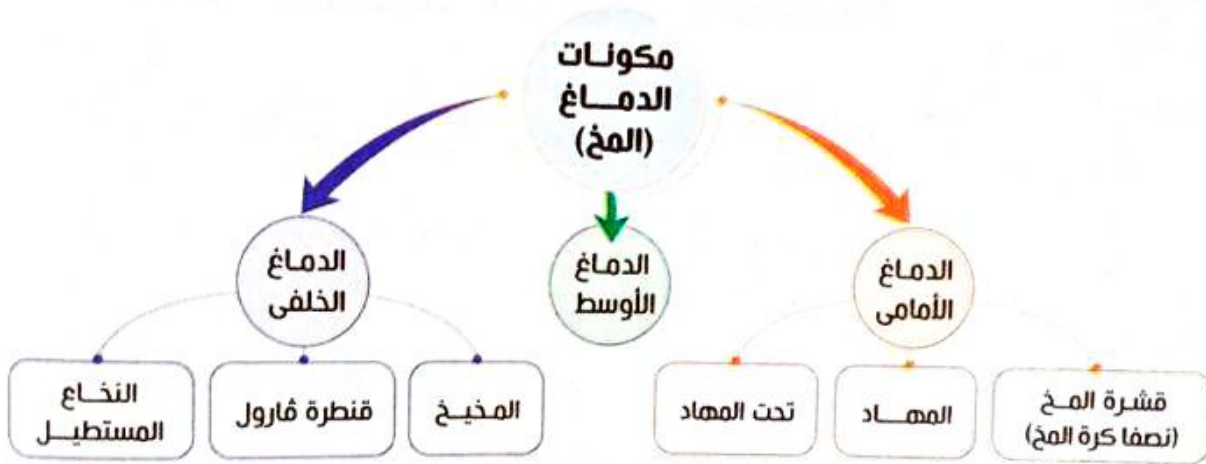 مكونات
الدماغ
(المخ)
الدماغ
الأمامى
الدماغ
الأوسط
الدماغ
الخلفى
قشرة المخ
(نصفا كرة المخ)
المهاد
تحت المهاد
المخيخ
قنطرة ڤارول
النخاع
المستطيل